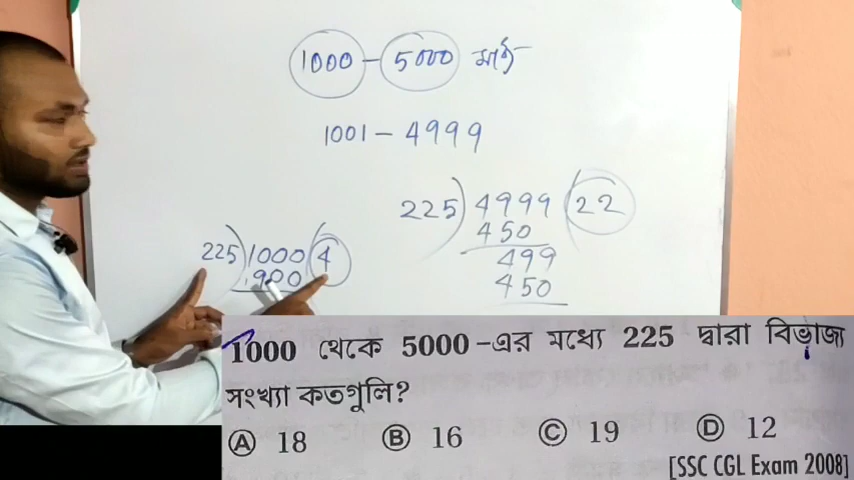 1000 - 5000
1001 - 4999
225) 4999 (22
450
499
450
225) 1000 (4
900
1000 থেকে 5000 -এর মধ্যে 225 দ্বারা বিভাজ্য
সংখ্যা কতগুলি?
Ⓐ 18 Ⓑ 16 Ⓒ 19 Ⓓ 12
[SSC CGL Exam 2008]